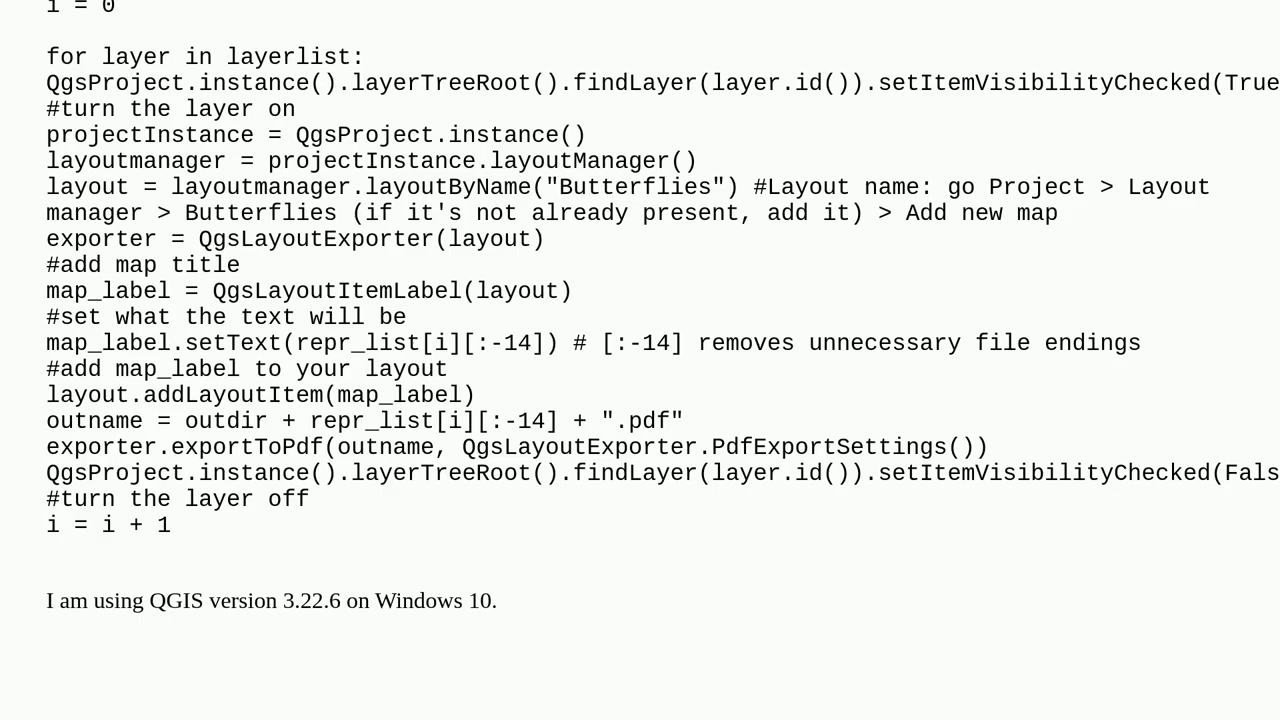 i = 0
for layer in layerlist:
QgsProject.instance().layerTreeRoot().findLayer(layer.id()).setItemVisibilityChecked(True
#turn the layer on
projectInstance = QgsProject.instance()
layoutmanager = projectInstance.layoutManager()
layout = layoutmanager.layoutByName("Butterflies") #Layout name: go Project > Layout
manager > Butterflies (if it's not already present, add it) > Add new map
exporter = QgsLayoutExporter(layout)
#add map title
map_label = QgsLayoutItemLabel(layout)
#set what the text will be
map_label.setText(repr_list[i][:-14]) # [:-14] removes unnecessary file endings
#add map_label to your layout
layout.addLayoutItem(map_label)
outname = outdir + repr_list[i][:-14] + ".pdf"
exporter.exportToPdf(outname, QgsLayoutExporter.PdfExportSettings())
QgsProject.instance().layerTreeRoot().findLayer(layer.id()).setItemVisibilityChecked(Fals
#turn the layer off
i = i + 1
I am using QGIS version 3.22.6 on Windows 10.